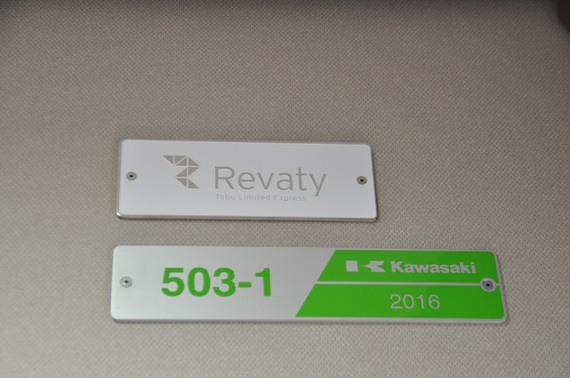 Revaty
Tobu Limited Express
503-1
Kawasaki
2016